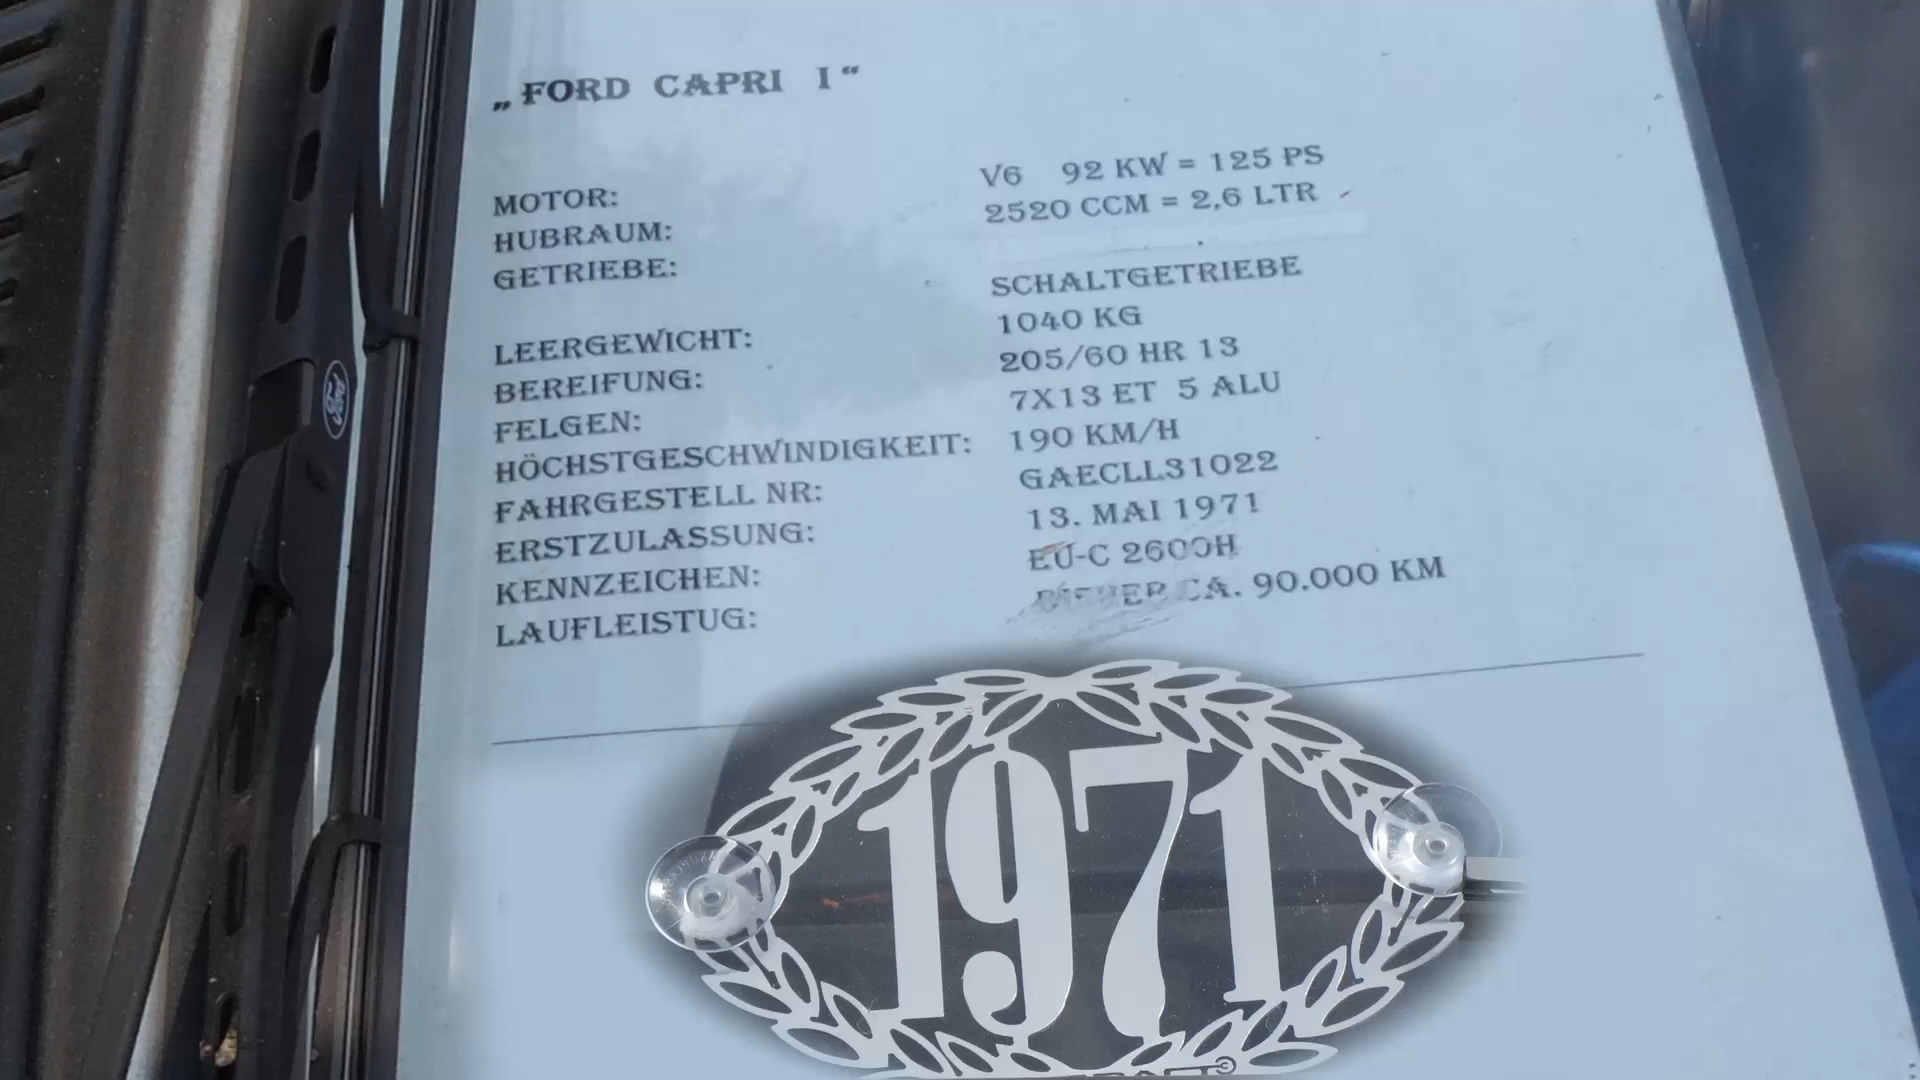 „FORD CAPRI I“
MOTOR: V6 92 KW = 125 PS
HUBRAUM: 2520 CCM = 2,6 LTR
GETRIEBE: SCHALTGETRIEBE
LEERGEWICHT: 1040 KG
BEREIFUNG: 205/60 HR 13
FELGEN: 7X13 ET 5 ALU
HÖCHSTGESCHWINDIGKEIT: 190 KM/H
FAHRGESTELL NR: GAECLL31022
ERSTZULASSUNG: 13. MAI 1971
KENNZEICHEN: EU-C 2600H
LAUFLEISTUG: BISHER CA. 90.000 KM
1971